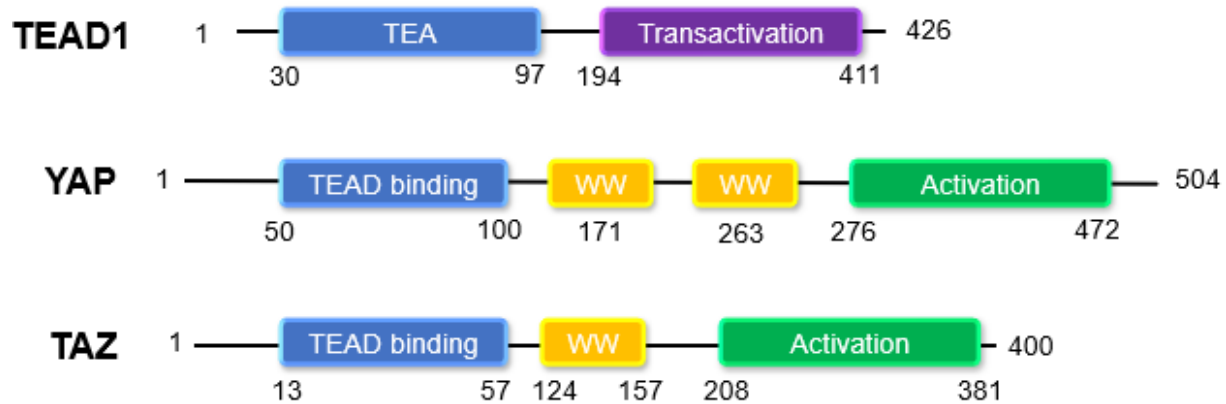 TEAD1 1 TEA Transactivation 426
30 97 194 411
YAP 1 TEAD binding WW WW Activation 504
50 100 171 263 276 472
TAZ 1 TEAD binding WW Activation 400
13 57 124 157 208 381